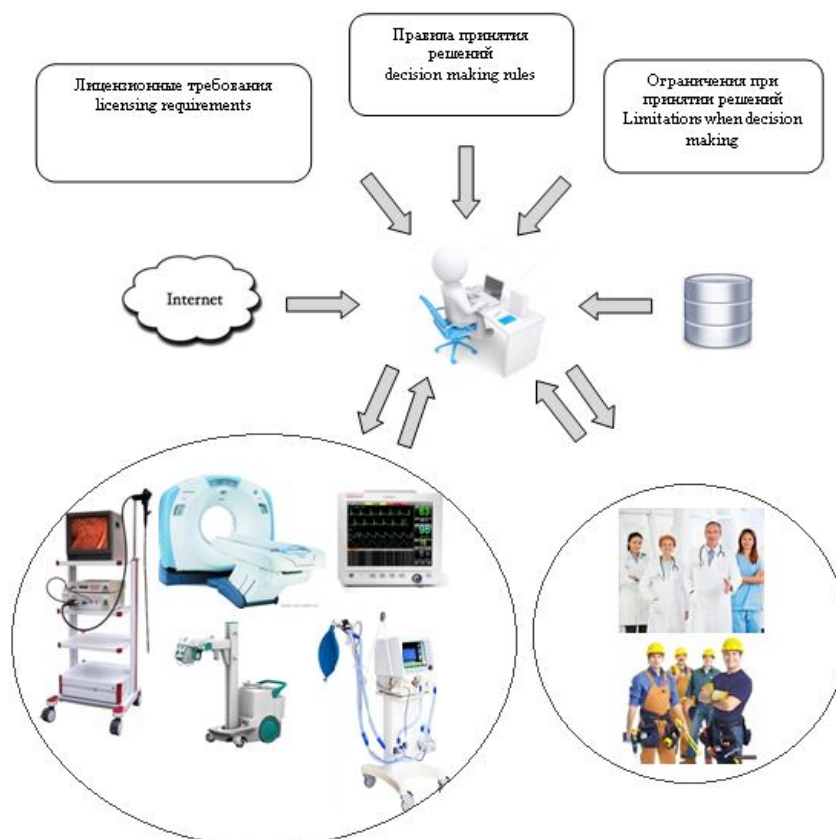 Лицензионные требования
licensing requirements
Правила принятия
решений
decision making rules
Ограничения при
принятии решений
Limitations when decision
making
Internet